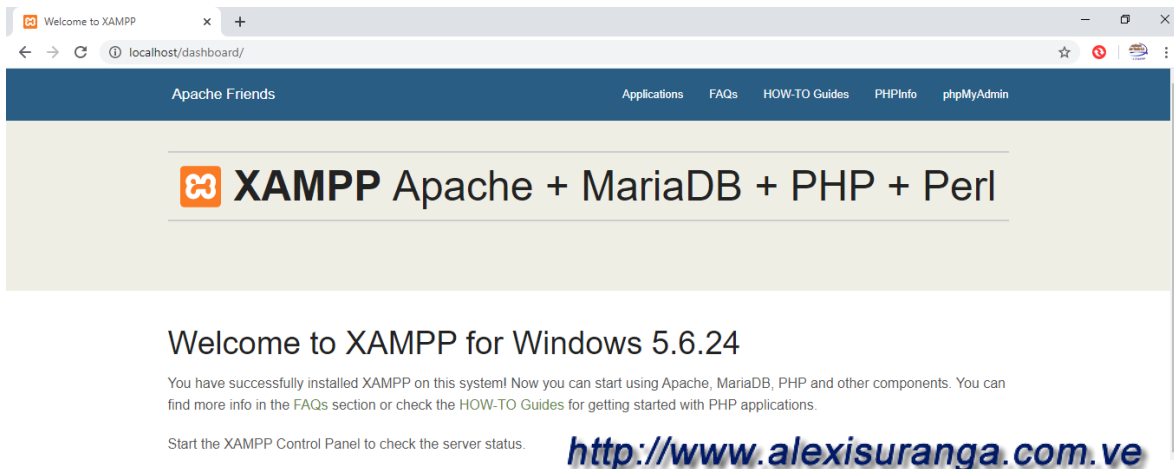 Welcome to XAMPP
localhost/dashboard/
Apache Friends Applications FAQs HOW-TO Guides PHPInfo phpMyAdmin
XAMPP Apache + MariaDB + PHP + Perl
Welcome to XAMPP for Windows 5.6.24
You have successfully installed XAMPP on this system! Now you can start using Apache, MariaDB, PHP and other components. You can
find more info in the FAQs section or check the HOW-TO Guides for getting started with PHP applications.
Start the XAMPP Control Panel to check the server status.
http://www.alexisuranga.com.ve